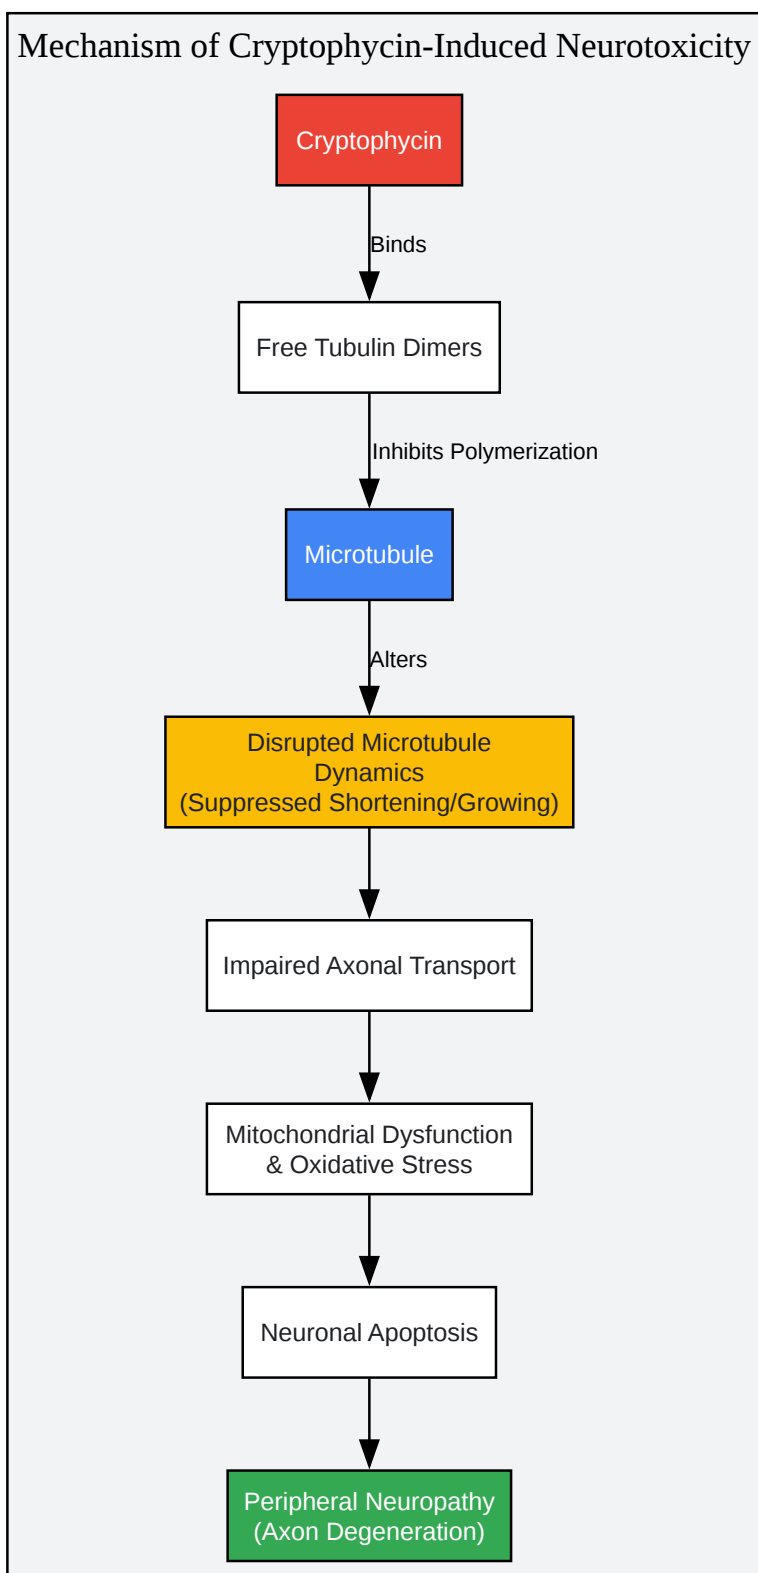 Mechanism of Cryptophycin-Induced Neurotoxicity
Cryptophycin
Binds
Free Tubulin Dimers
Inhibits Polymerization
Microtubule
Alters
Disrupted Microtubule
Dynamics
(Suppressed Shortening/Growing)
Impaired Axonal Transport
Mitochondrial Dysfunction
& Oxidative Stress
Neuronal Apoptosis
Peripheral Neuropathy
(Axon Degeneration)